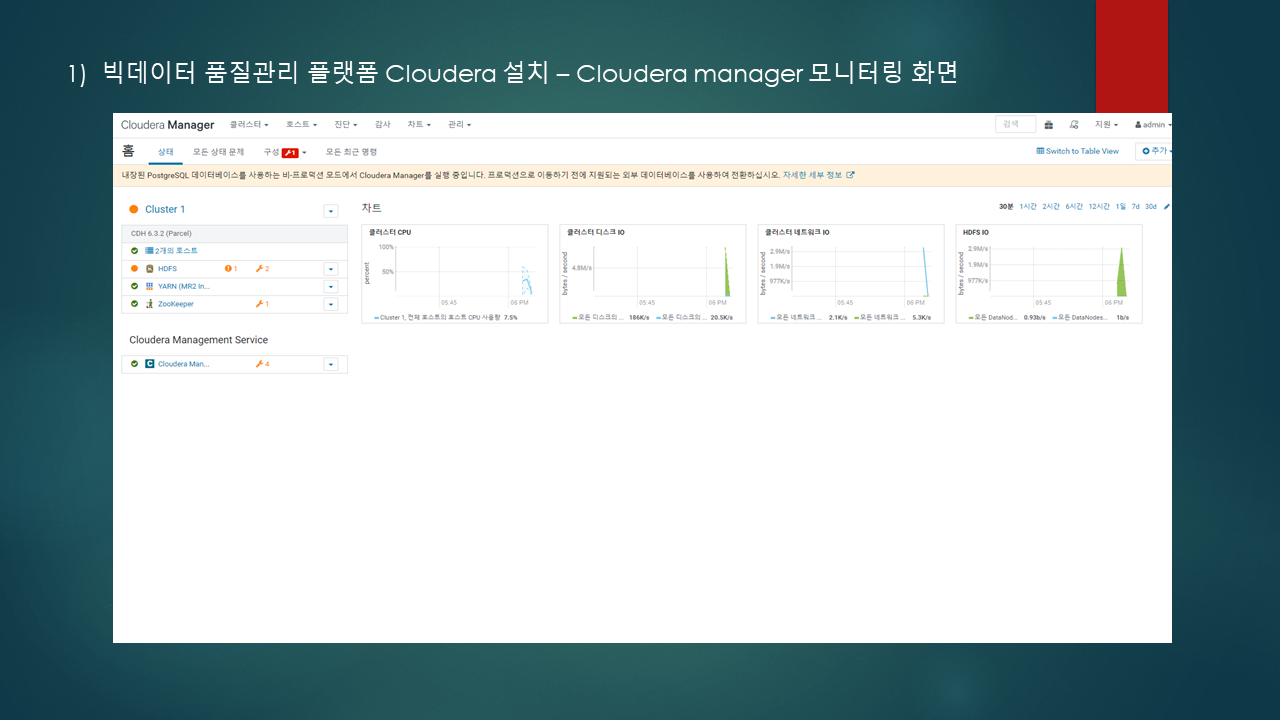 1) 빅데이터 품질관리 플랫폼 Cloudera 설치 – Cloudera manager 모니터링 화면
Cloudera Manager 클러스터 호스트 진단 감사 차트 관리 검색 지원 admin
홈 상태 모든 상태 문제 구성 1 모든 최근 명령 Switch to Table View 추가
내장된 PostgreSQL 데이터베이스를 사용하는 비-프로덕션 모드에서 Cloudera Manager를 실행 중입니다. 프로덕션으로 이동하기 전에 지원되는 외부 데이터베이스를 사용하여 전환하십시오. 자세한 세부 정보
Cluster 1
CDH 6.3.2 (Parcel)
2개의 호스트
HDFS 1 2
YARN (MR2 In...
ZooKeeper 1
Cloudera Management Service
Cloudera Man... 4
차트
30분 1시간 2시간 6시간 12시간 1일 7d 30d
클러스터 CPU
percent
100%
50%
05:45 06 PM
Cluster 1, 전체 호스트의 호스트 CPU 사용량 7.5%
클러스터 디스크 IO
bytes / second
4.8M/s
05:45 06 PM
모든 디스크의 ... 186K/s 모든 디스크의 ... 20.5K/s
클러스터 네트워크 IO
bytes / second
2.9M/s
1.9M/s
977K/s
05:45 06 PM
모든 네트워크 ... 2.1K/s 모든 네트워크 ... 5.3K/s
HDFS IO
bytes / second
2.9M/s
1.9M/s
977K/s
05:45 06 PM
모든 DataNod... 0.93b/s 모든 DataNodes... 1b/s